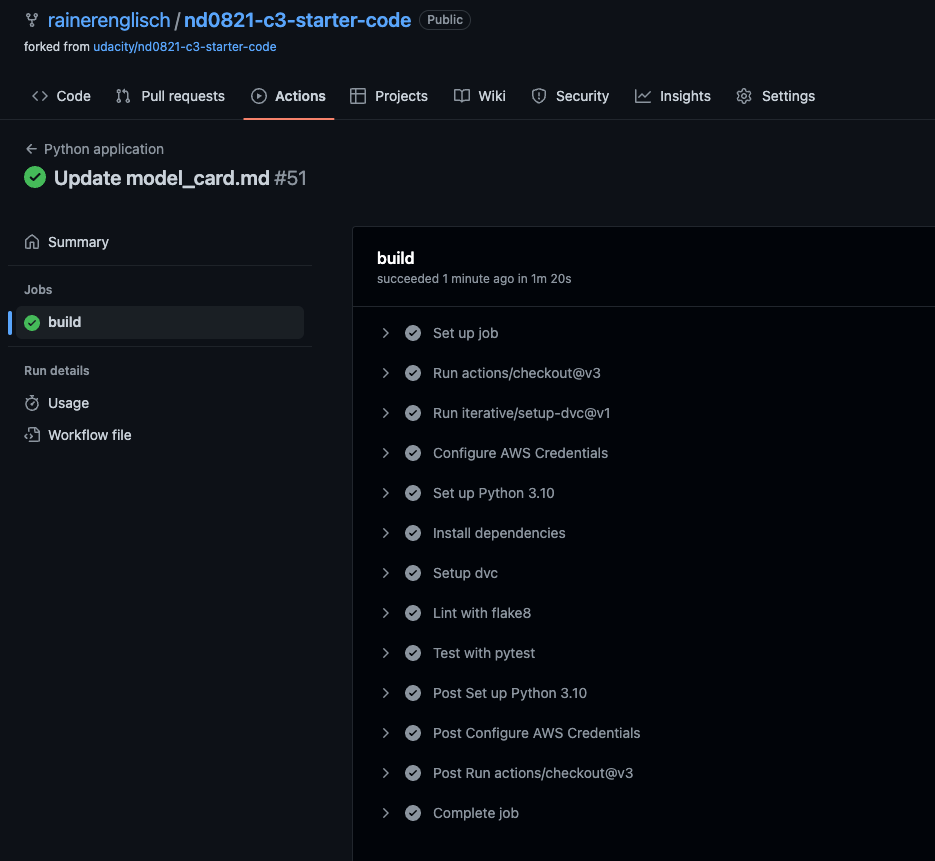 rainerenglisch / nd0821-c3-starter-code Public
forked from udacity/nd0821-c3-starter-code
Code Pull requests Actions Projects Wiki Security Insights Settings
← Python application
Update model_card.md #51
Summary
Jobs
build
Run details
Usage
Workflow file
build
succeeded 1 minute ago in 1m 20s
Set up job
Run actions/checkout@v3
Run iterative/setup-dvc@v1
Configure AWS Credentials
Set up Python 3.10
Install dependencies
Setup dvc
Lint with flake8
Test with pytest
Post Set up Python 3.10
Post Configure AWS Credentials
Post Run actions/checkout@v3
Complete job